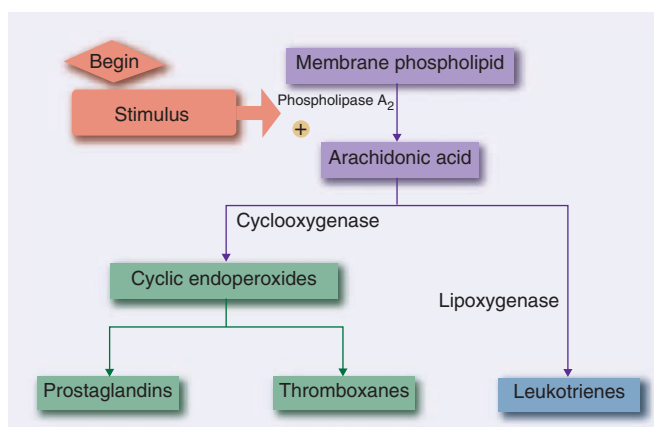 Begin
Membrane phospholipid
Stimulus
Phospholipase A₂
+
Arachidonic acid
Cyclooxygenase
Cyclic endoperoxides
Lipoxygenase
Prostaglandins
Thromboxanes
Leukotrienes